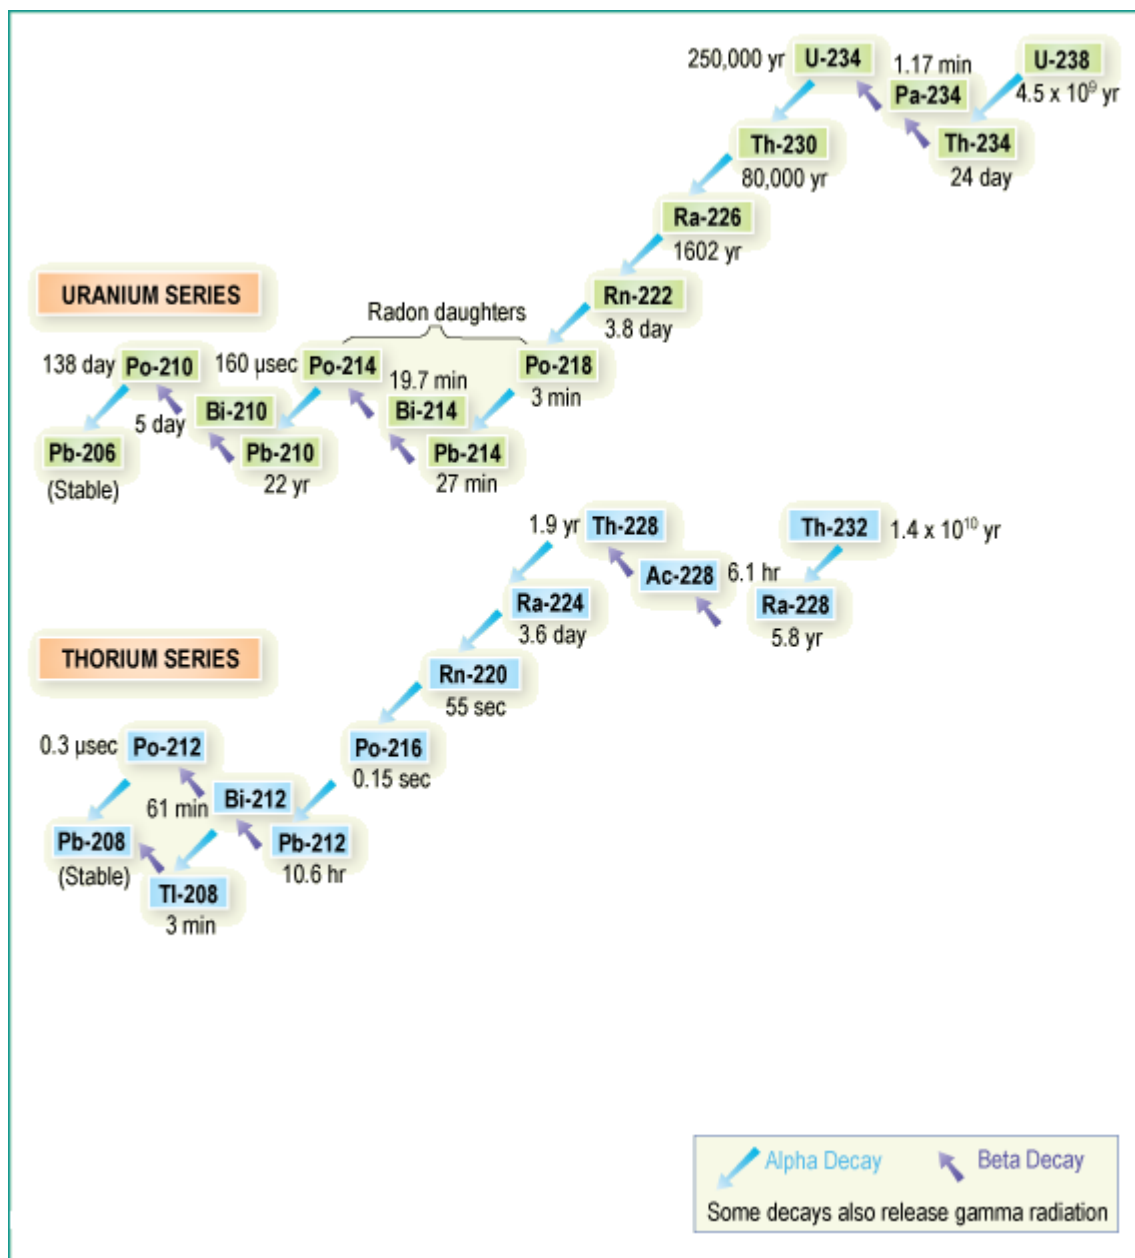 250,000 yr
U-234
1.17 min
U-238
Pa-234
4.5 x 10⁹ yr
Th-230
Th-234
80,000 yr
24 day
Ra-226
1602 yr
URANIUM SERIES
Rn-222
Radon daughters
3.8 day
138 day
Po-210
160 µsec
Po-214
19.7 min
Po-218
3 min
5 day
Bi-210
Bi-214
Pb-206
Pb-210
Pb-214
(Stable)
22 yr
27 min
1.9 yr
Th-228
Th-232
1.4 x 10¹⁰ yr
Ac-228
6.1 hr
Ra-224
Ra-228
3.6 day
5.8 yr
THORIUM SERIES
Rn-220
55 sec
0.3 µsec
Po-212
Po-216
0.15 sec
61 min
Bi-212
Pb-208
Pb-212
(Stable)
10.6 hr
Tl-208
3 min
Alpha Decay
Beta Decay
Some decays also release gamma radiation